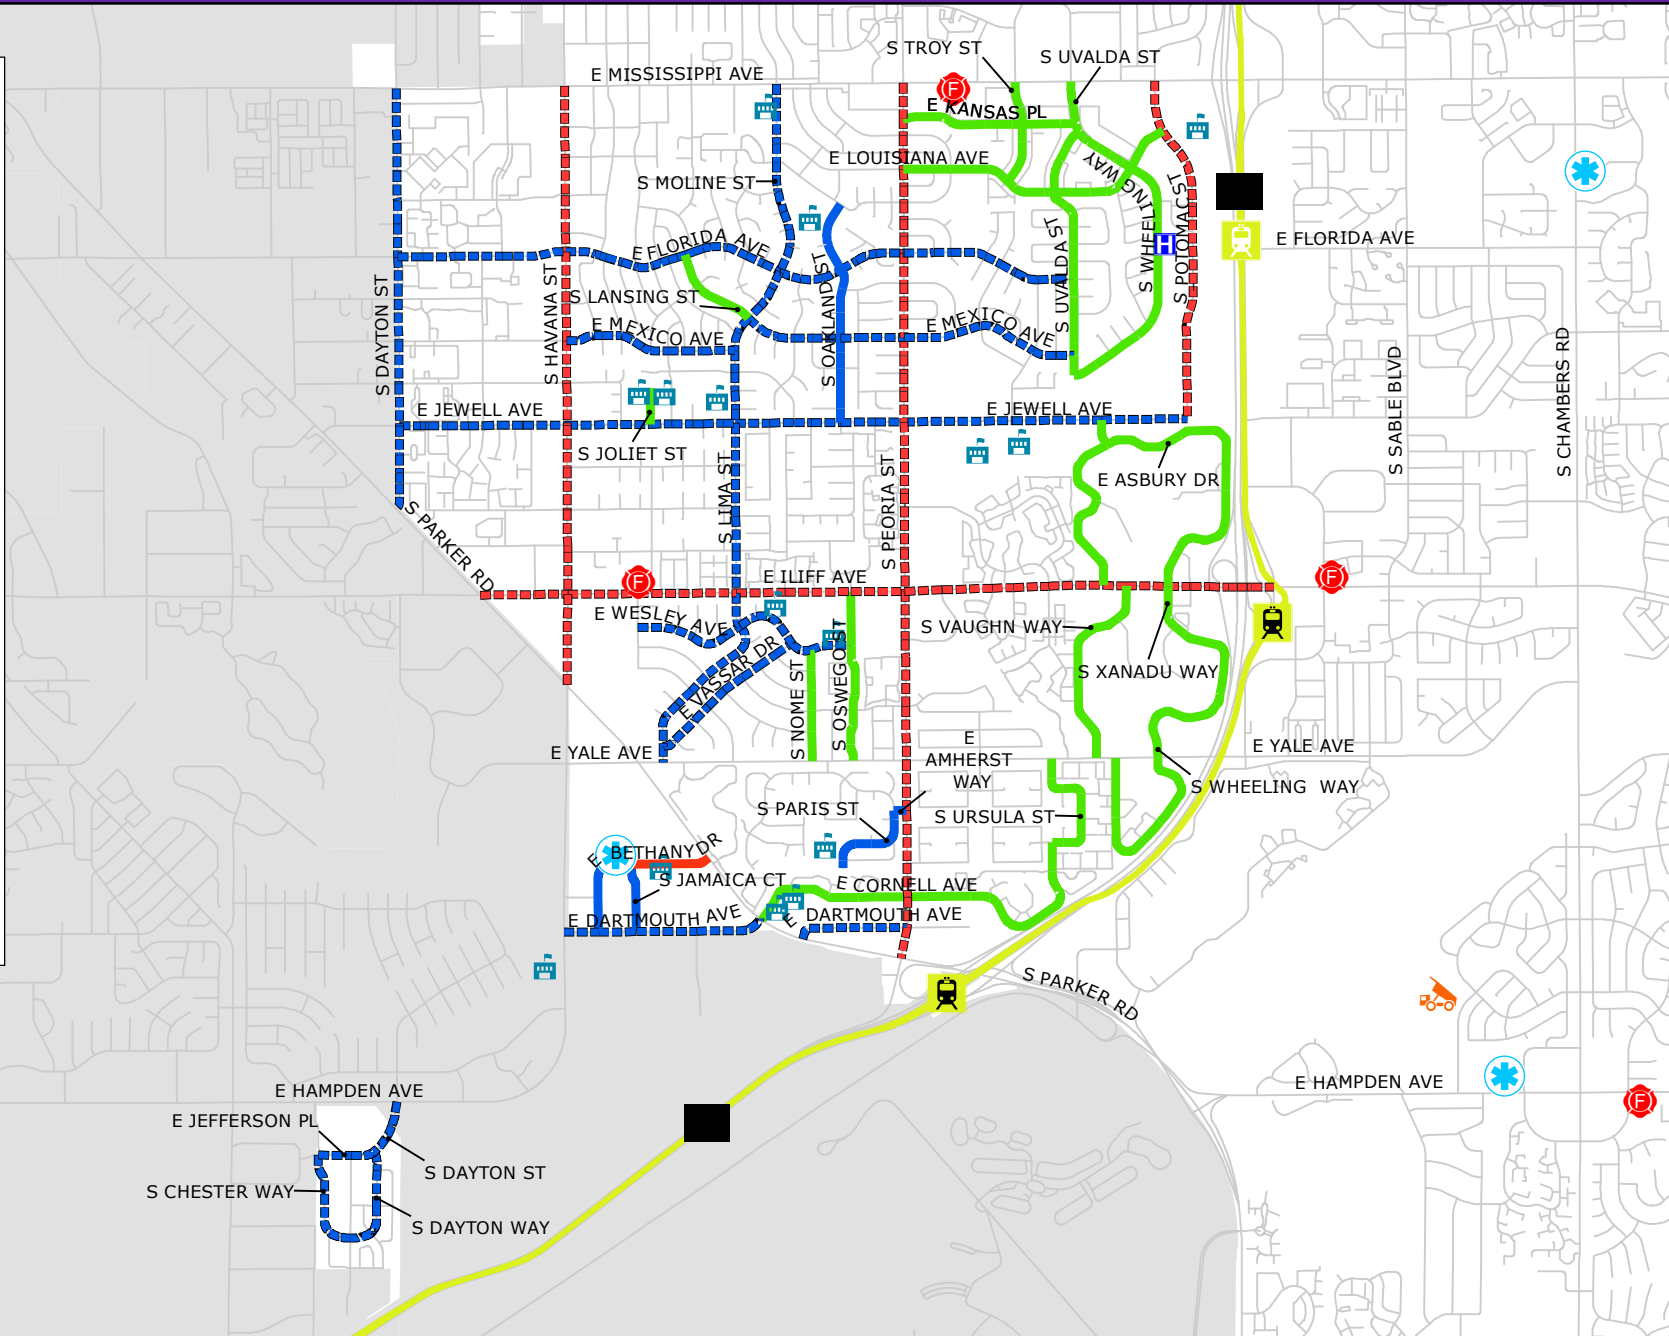 S TROY ST
S UVALDA ST
E MISSISSIPPI AVE
F
E KANSAS PL
E LOUISIANA AVE
S MOLINE ST
S WHEELING WAY
S POTOMAC ST
E FLORIDA AVE
H
E FLORIDA AVE
S UVALDA ST
S OAKLAND ST
S DAYTON ST
S HAVANA ST
S LANSING ST
E MEXICO AVE
E MEXICO AVE
S SABLE BLVD
S CHAMBERS RD
E JEWELL AVE
E JEWELL AVE
S JOLIET ST
S LIMA ST
S PEORIA ST
E ASBURY DR
S PARKER RD
F
E ILIFF AVE
F
E WESLEY AVE
S VAUGHN WAY
E VASSAR DR
S NOME ST
S OSWEGO ST
S XANADU WAY
E YALE AVE
E
AMHERST
WAY
E YALE AVE
S WHEELING WAY
S PARIS ST
S URSULA ST
E BETHANY DR
S JAMAICA CT
E CORNELL AVE
E DARTMOUTH AVE
E DARTMOUTH AVE
S PARKER RD
E HAMPDEN AVE
E HAMPDEN AVE
F
E JEFFERSON PL
S DAYTON ST
S CHESTER WAY
S DAYTON WAY